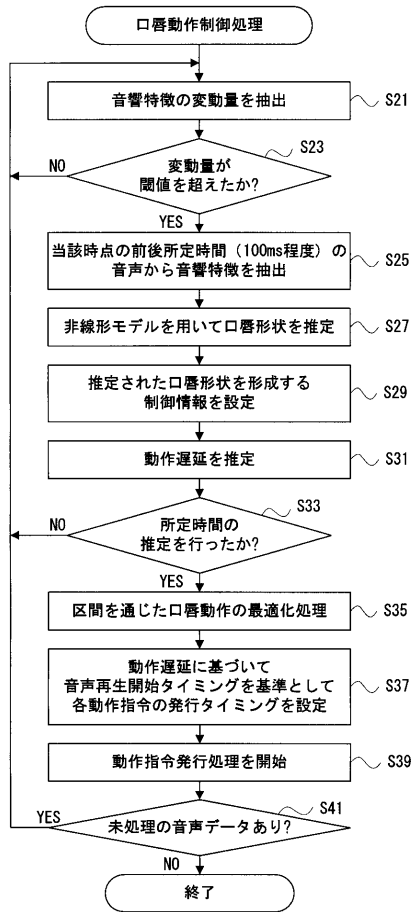 口唇動作制御処理
音響特徴の変動量を抽出
S21
S23
変動量が
閾値を超えたか?
NO
YES
当該時点の前後所定時間(100ms程度)の
音声から音響特徴を抽出
S25
非線形モデルを用いて口唇形状を推定
S27
推定された口唇形状を形成する
制御情報を設定
S29
動作遅延を推定
S31
S33
所定時間の
推定を行ったか?
NO
YES
区間を通じた口唇動作の最適化処理
S35
動作遅延に基づいて
音声再生開始タイミングを基準として
各動作指令の発行タイミングを設定
S37
動作指令発行処理を開始
S39
S41
未処理の音声データあり?
YES
NO
終了